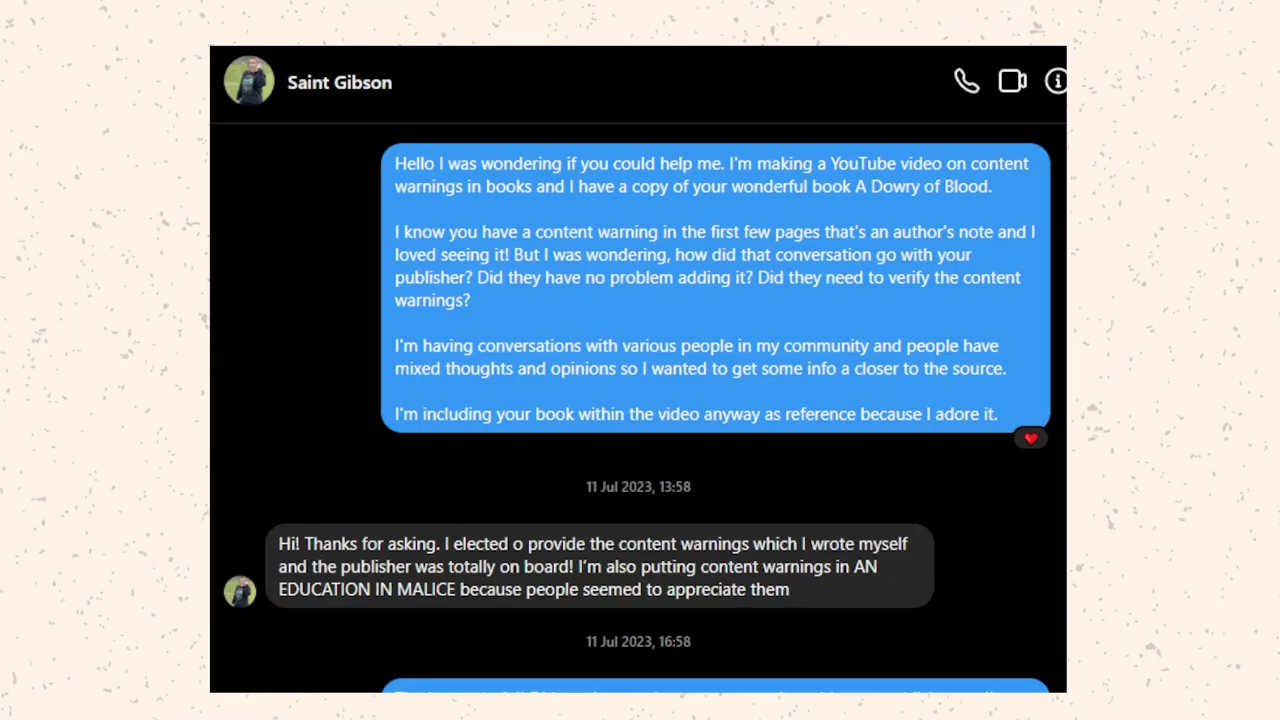 Saint Gibson
Hello I was wondering if you could help me. I'm making a YouTube video on content
warnings in books and I have a copy of your wonderful book A Dowry of Blood.
I know you have a content warning in the first few pages that's an author's note and I
loved seeing it! But I was wondering, how did that conversation go with your
publisher? Did they have no problem adding it? Did they need to verify the content
warnings?
I'm having conversations with various people in my community and people have
mixed thoughts and opinions so I wanted to get some info a closer to the source.
I'm including your book within the video anyway as reference because I adore it.
11 Jul 2023, 13:58
Hi! Thanks for asking. I elected o provide the content warnings which I wrote myself
and the publisher was totally on board! I'm also putting content warnings in AN
EDUCATION IN MALICE because people seemed to appreciate them
11 Jul 2023, 16:58